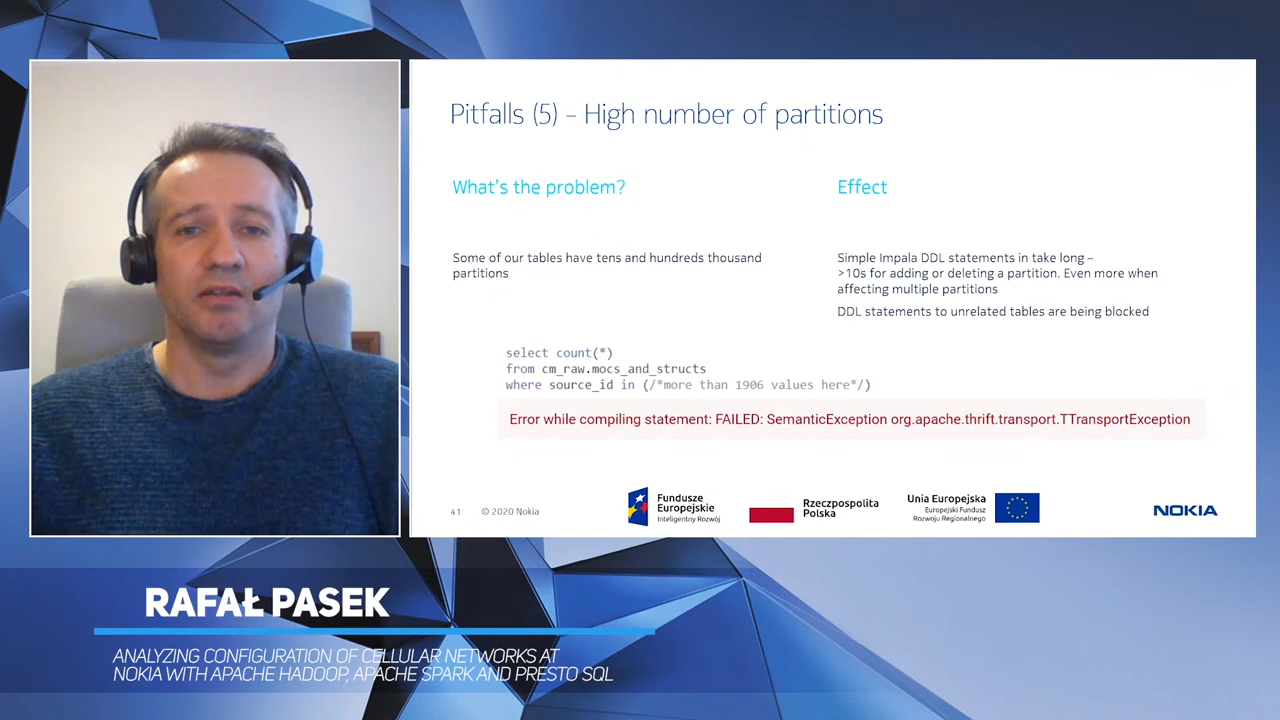 Pitfalls (5) – High number of partitions
What's the problem?
Effect
Some of our tables have tens and hundreds thousand
partitions
Simple Impala DDL statements in take long –
>10s for adding or deleting a partition. Even more when
affecting multiple partitions
DDL statements to unrelated tables are being blocked
select count(*)
from cm_raw.mocs_and_structs
where source_id in (/*more than 1906 values here*/)
Error while compiling statement: FAILED: SemanticException org.apache.thrift.transport.TTransportException
41 © 2020 Nokia
Fundusze
Europejskie
Inteligentny Rozwój
Rzeczpospolita
Polska
Unia Europejska
Europejski Fundusz
Rozwoju Regionalnego
NOKIA
RAFAŁ PASEK
ANALYZING CONFIGURATION OF CELLULAR NETWORKS AT
NOKIA WITH APACHE HADOOP, APACHE SPARK AND PRESTO SQL